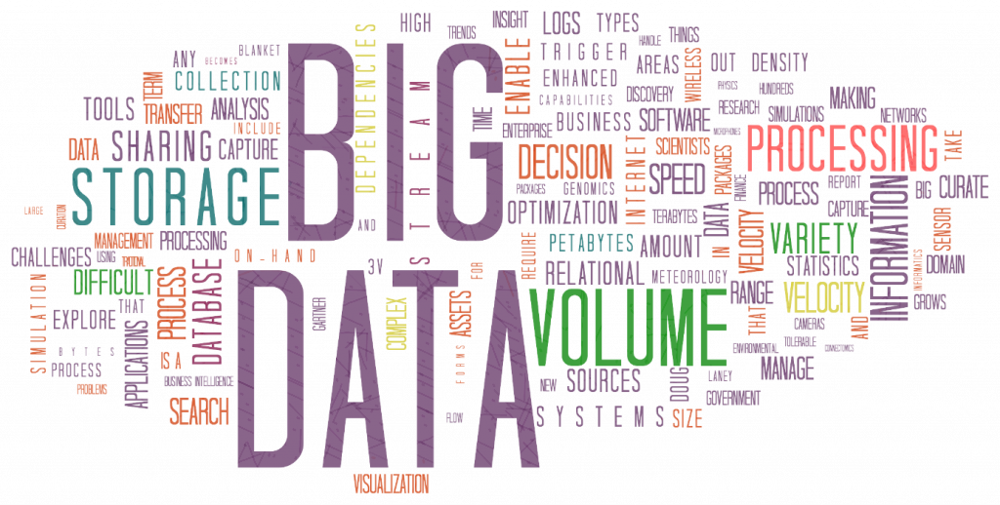 BIG
DATA
STORAGE
VOLUME
PROCESSING
INFORMATION
SHARING
DECISION
DEPENDENCIES
STREAMS
ENABLE
TIME
HIGH
TRENDS
INSIGHT
LOGS
TYPES
TRIGGER
HANDLE
THINGS
ENHANCED
AREAS
WIRELESS
OUT
DENSITY
CAPABILITIES
DISCOVERY
PHYSICS
HUNDREDS
MAKING
ENTERPRISE
BUSINESS
SOFTWARE
RESEARCH
SIMULATIONS
NETWORKS
MICROPHONES
SCIENTISTS
INTERNET
PACKAGES
TAKE
ANY
BECOMES
BLANKET
TERM
COLLECTION
TOOLS
TRANSFER
ANALYSIS
INCLUDE
DATA
CAPTURE
PACKAGES
GENOMICS
SPEED
FINANCE
PROCESS
REPORT
BIG
CURATE
OPTIMIZATION
TERABYTES
DATA
CAPTURE
SENSOR
LARGE
CURATION
AND
REQUIRE
PETABYTES
AMOUNT
IN
VELOCITY
VARIETY
MANAGEMENT
PROCESSING
ON-HAND
3V
FOR
RELATIONAL
METEOROLOGY
STATISTICS
DOMAIN
INFORMATICS
CHALLENGES
USING
DIFFICULT
PROCESS
DATABASE
RANGE
VELOCITY
GROWS
SIMULATION
EXPLORE
THAT
GARTNER
COMPLEX
ASSETS
THAT
CAMERAS
AND
BYTES
APPLICATIONS
IS A
FORMS
ENVIRONMENTAL
TOLERABLE
CONNECTOMICS
PROCESS
BUSINESS INTELLIGENCE
NEW
SOURCES
DOUG
LANEY
MANAGE
PROBLEMS
SEARCH
FLOW
SYSTEMS
SIZE
GOVERNMENT
VISUALIZATION